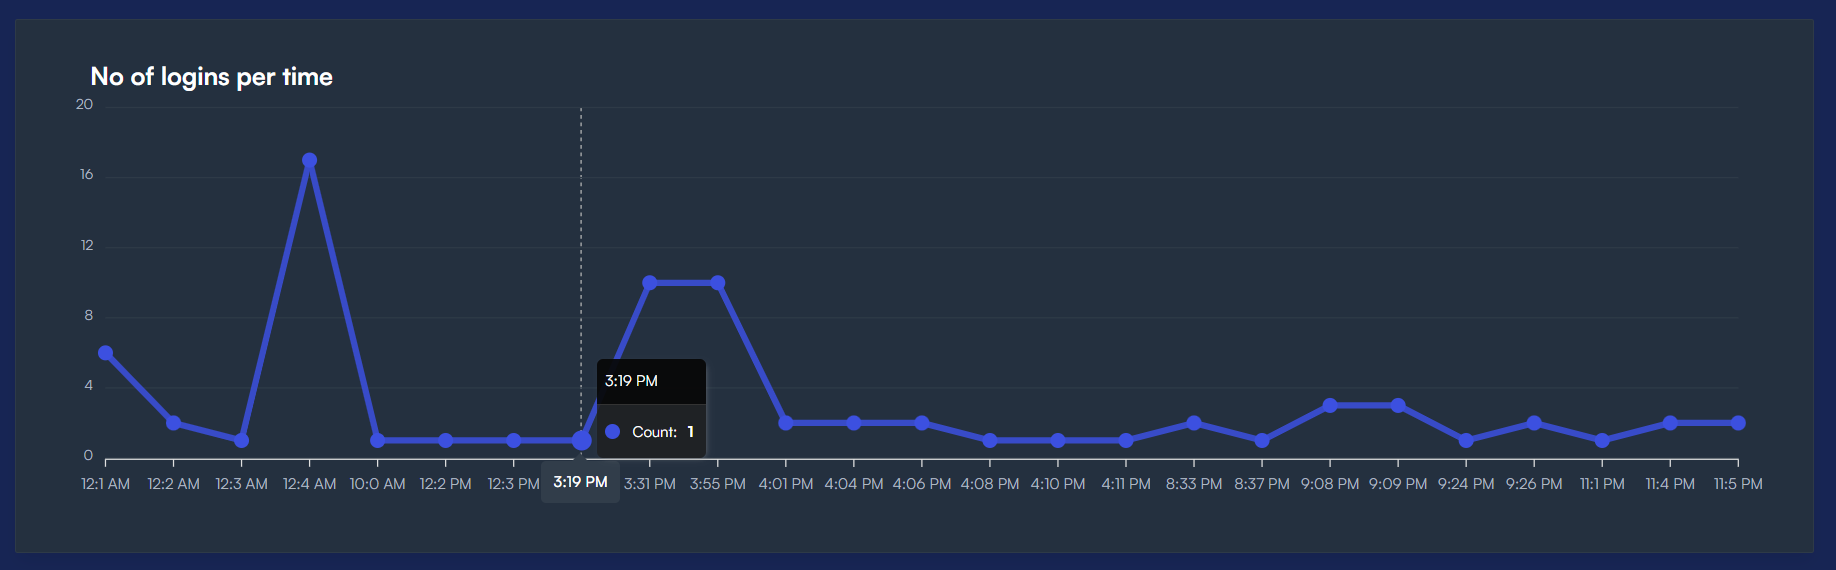 No of logins per time
20
16
12
8
4
0
3:19 PM
Count: 1
12:1 AM 12:2 AM 12:3 AM 12:4 AM 10:0 AM 12:2 PM 12:3 PM 3:19 PM 3:31 PM 3:55 PM 4:01 PM 4:04 PM 4:06 PM 4:08 PM 4:10 PM 4:11 PM 8:33 PM 8:37 PM 9:08 PM 9:09 PM 9:24 PM 9:26 PM 11:1 PM 11:4 PM 11:5 PM